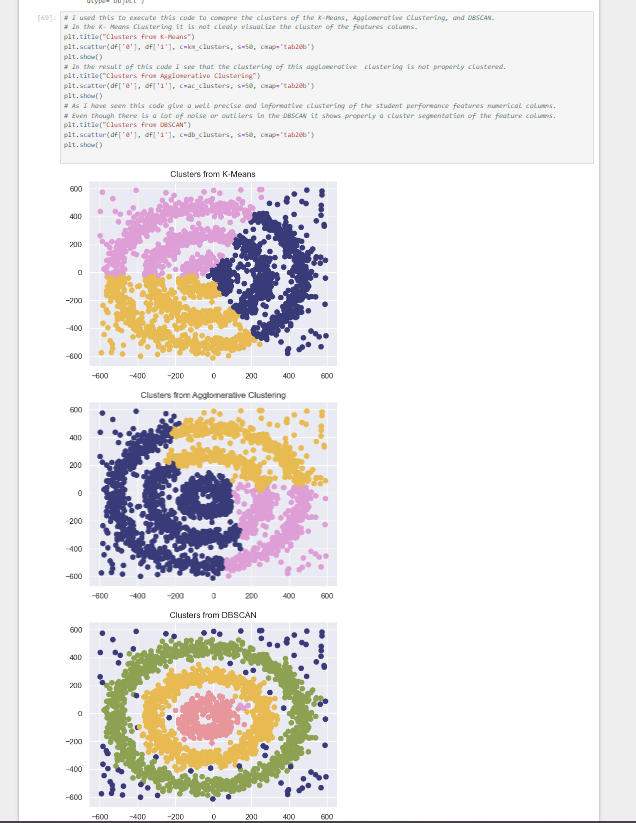 dtype='object')
[69]:
# I used this to execute this code to comapre the clusters of the K-Means, Agglomerative Clustering, and DBSCAN.
# In the K- Means Clustering it is not clealy visualize the cluster of the features columns.
plt.title("Clusters from K-Means")
plt.scatter(df['0'], df['1'], c=km_clusters, s=50, cmap='tab20b')
plt.show()
# In the result of this code I see that the clustering of this agglomerative clustering is not properly clustered.
plt.title("Clusters from Agglomerative Clustering")
plt.scatter(df['0'], df['1'], c=ac_clusters, s=50, cmap='tab20b')
plt.show()
# As I have seen this code give a well precise and informative clustering of the student performance features numerical columns.
# Even though there is a lot of noise or outliers in the DBSCAN it shows properly a cluster segmentation of the feature columns.
plt.title("Clusters from DBSCAN")
plt.scatter(df['0'], df['1'], c=db_clusters, s=50, cmap='tab20b')
plt.show()
Clusters from K-Means
600
400
200
0
−200
−400
−600
−600 −400 −200 0 200 400 600
Clusters from Agglomerative Clustering
600
400
200
0
−200
−400
−600
−600 −400 −200 0 200 400 600
Clusters from DBSCAN
600
400
200
0
−200
−400
−600
−600 −400 −200 0 200 400 600